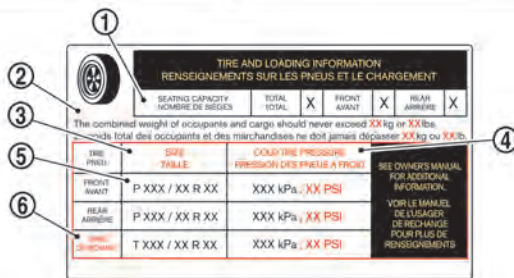 ①
TIRE AND LOADING INFORMATION
RENSEIGNEMENTS SUR LES PNEUS ET LE CHARGEMENT
②
SEATING CAPACITY
NOMBRE DE SIÈGES
TOTAL
TOTAL
X
FRONT
AVANT
X
REAR
ARRIÈRE
X
The combined weight of occupants and cargo should never exceed XX kg or XX lbs.
total des occupants et des marchandises ne doit jamais dépasser XX kg ou XX lb.
③
④
TIRE
PNEU
SIZE
TAILLE
COLD TIRE PRESSURE
PRESSION DES PNEUS A FROID
SEE OWNER'S MANUAL
FOR ADDITIONAL
INFORMATION.
VOIR LE MANUEL
DE L'USAGER
DE RECHANGE
POUR PLUS DE
RENSEIGNEMENTS
⑤
FRONT
AVANT
P XXX / XX R XX
XXX kPa, XX PSI
REAR
ARRIÈRE
P XXX / XX R XX
XXX kPa, XX PSI
⑥
T XXX / XX R XX
XXX kPa, XX PSI